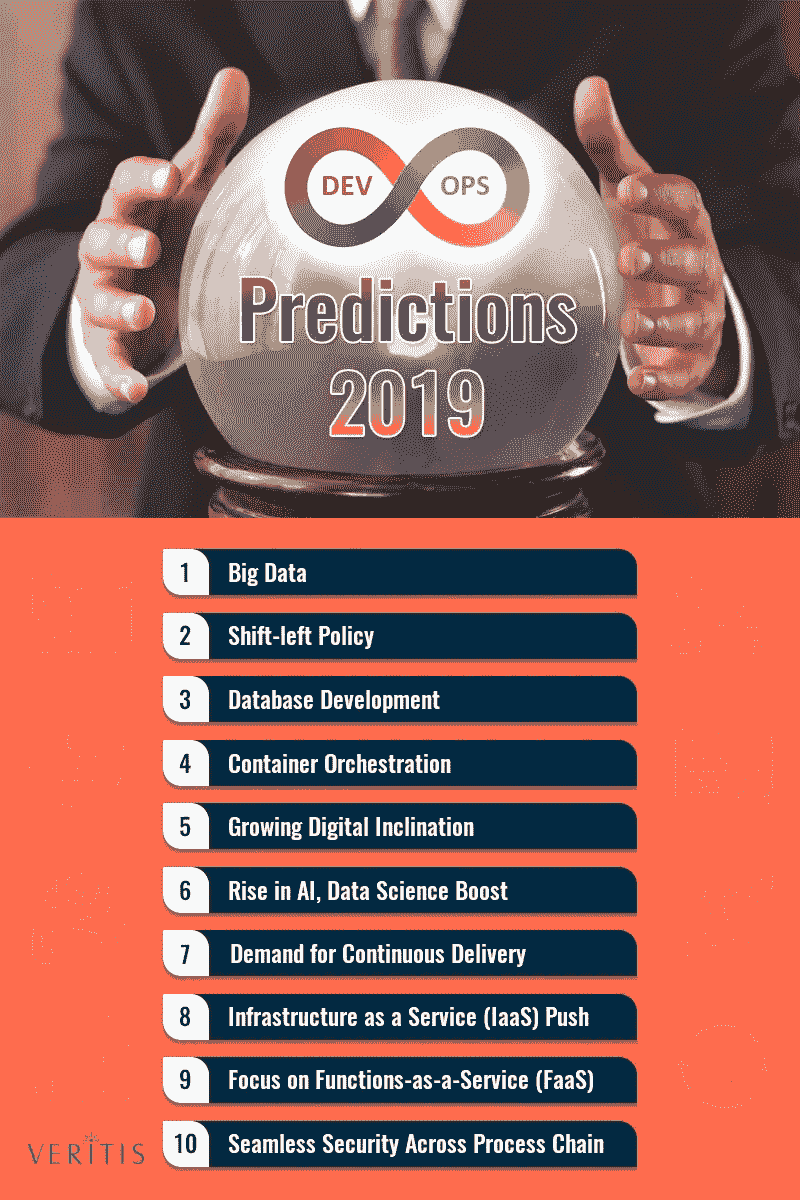 DEV OPS
Predictions
2019
1 Big Data
2 Shift-left Policy
3 Database Development
4 Container Orchestration
5 Growing Digital Inclination
6 Rise in AI, Data Science Boost
7 Demand for Continuous Delivery
8 Infrastructure as a Service (IaaS) Push
9 Focus on Functions-as-a-Service (FaaS)
10 Seamless Security Across Process Chain
VERITIS